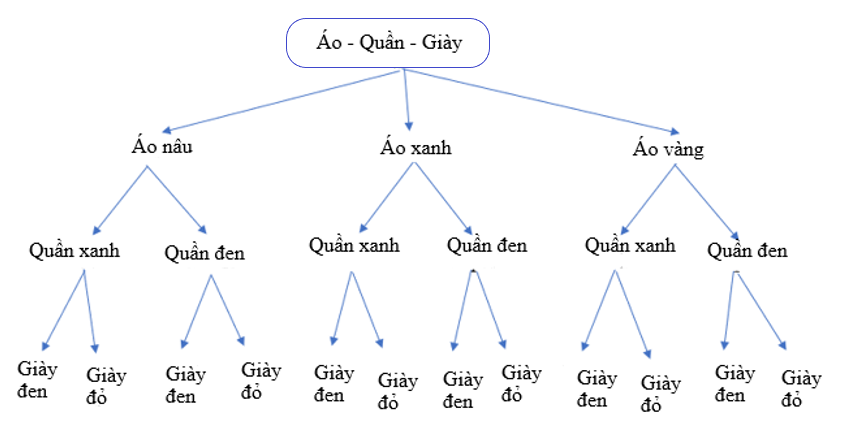 Áo - Quần - Giày
Áo nâu
Áo xanh
Áo vàng
Quần xanh
Quần đen
Quần xanh
Quần đen
Quần xanh
Quần đen
Giày
đen
Giày
đỏ
Giày
đen
Giày
đỏ
Giày
đen
Giày
đỏ
Giày
đen
Giày
đỏ
Giày
đen
Giày
đỏ
Giày
đen
Giày
đỏ